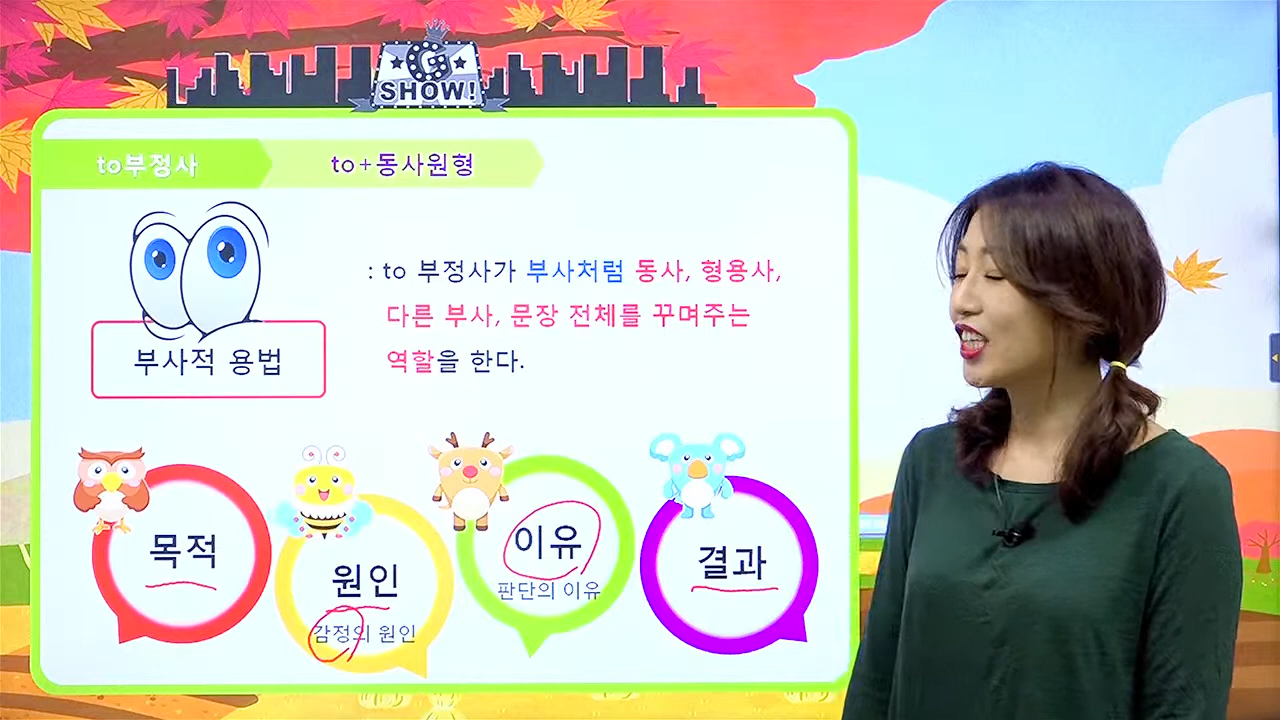 G
SHOW!
to부정사
to+동사원형
: to 부정사가 부사처럼 동사, 형용사,
다른 부사, 문장 전체를 꾸며주는
역할을 한다.
부사적 용법
목적
원인
감정의 원인
이유
판단의 이유
결과
SHOW!